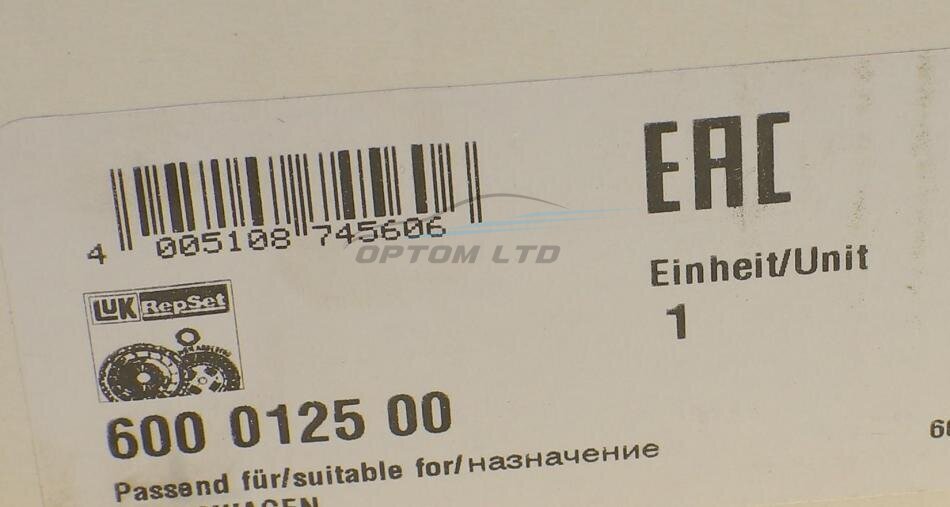 EAC
4 005108 745606
OPTOM LTD
Einheit/Unit
1
LuK RepSet
600 0125 00
Passend für/suitable for/назначение